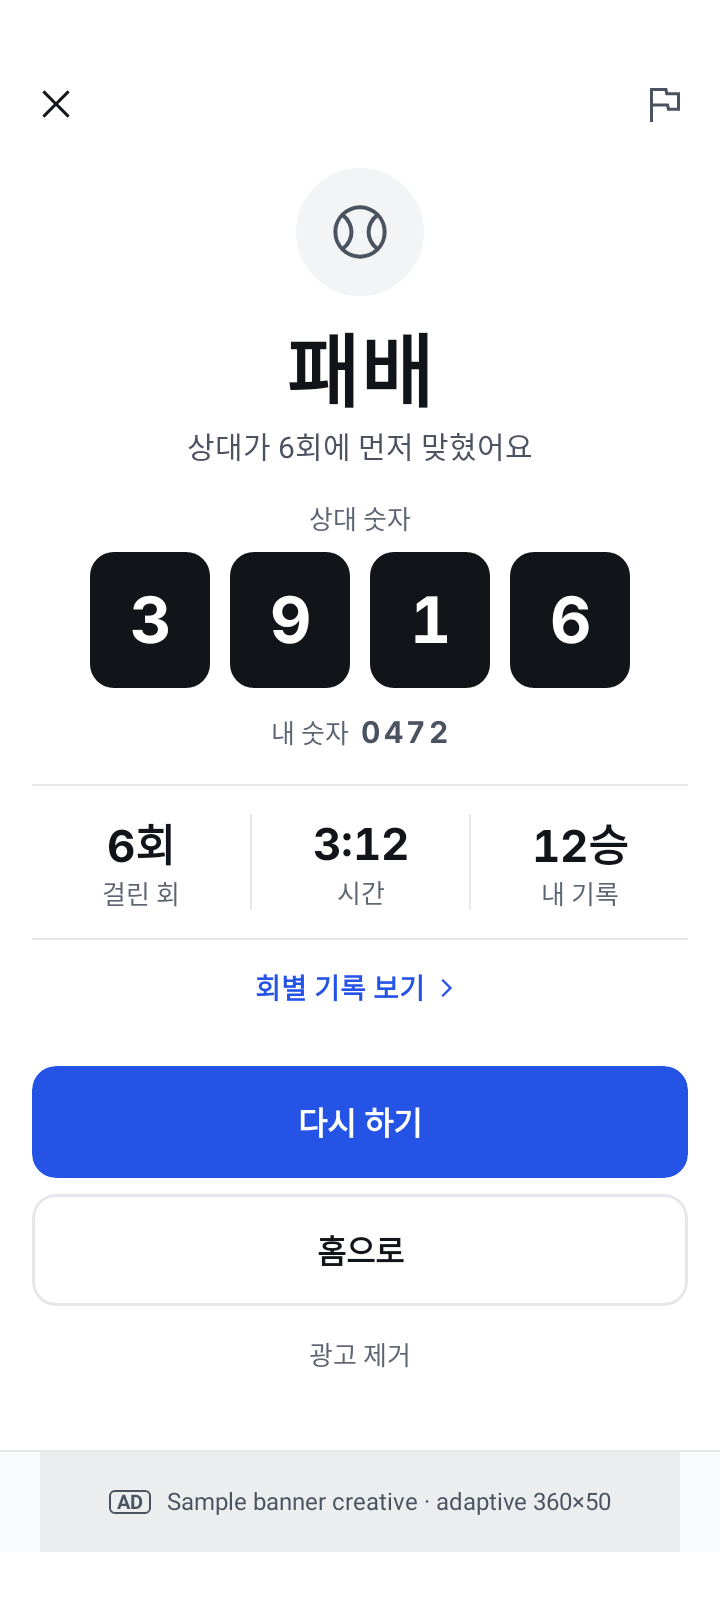 패배
상대가 6회에 먼저 맞혔어요
상대 숫자
3 9 1 6
내 숫자 0472
6회 3:12 12승
걸린 회 시간 내 기록
회별 기록 보기
다시 하기
홈으로
광고 제거
AD Sample banner creative · adaptive 360×50